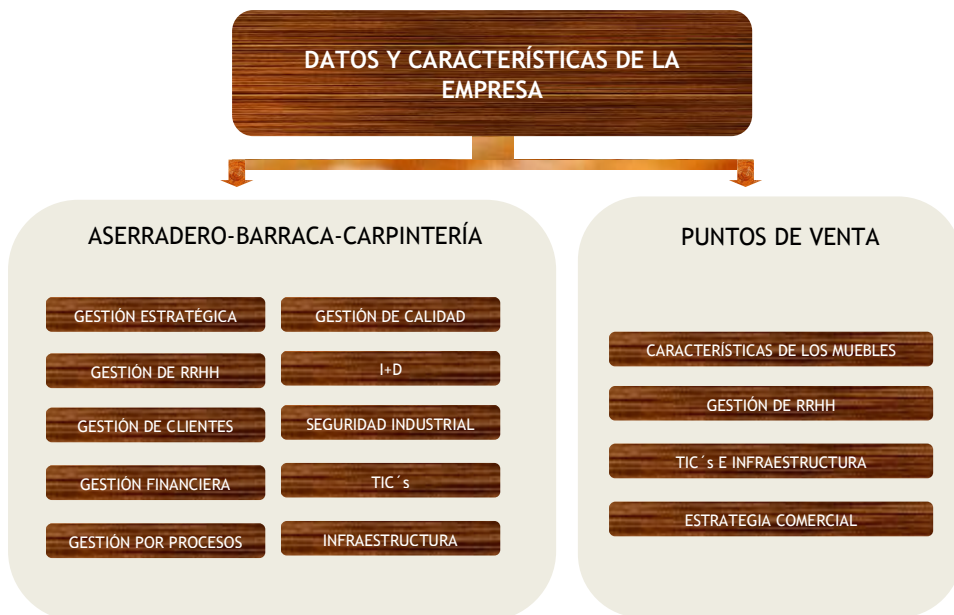 DATOS Y CARACTERÍSTICAS DE LA
EMPRESA
ASERRADERO-BARRACA-CARPINTERÍA
GESTIÓN ESTRATÉGICA
GESTIÓN DE CALIDAD
GESTIÓN DE RRHH
I+D
GESTIÓN DE CLIENTES
SEGURIDAD INDUSTRIAL
GESTIÓN FINANCIERA
TIC´s
GESTIÓN POR PROCESOS
INFRAESTRUCTURA
PUNTOS DE VENTA
CARACTERÍSTICAS DE LOS MUEBLES
GESTIÓN DE RRHH
TIC´s E INFRAESTRUCTURA
ESTRATEGIA COMERCIAL